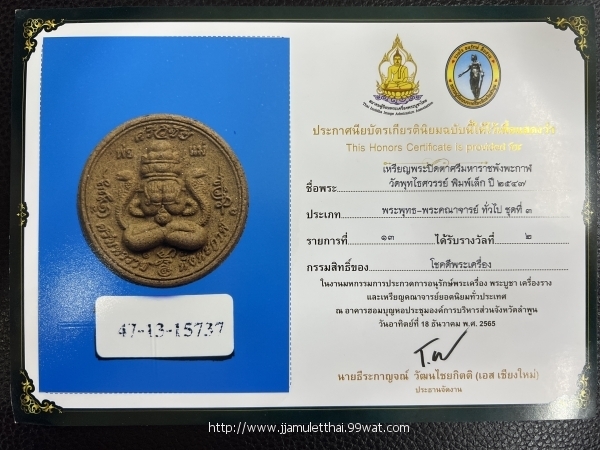 ประกาศนียบัตรเกียรตินิยมฉบับนี้ให้ไว้เพื่อแสดงว่า
This Honors Certificate is provided for
เหรียญพระปิดตาศรีมหาราชพังพะกาฬ
ชื่อพระ วัดพุทไธศวรรย์ พิมพ์เล็ก ปี ๒๕๔๗
ประเภท พระพุทธ-พระคณาจารย์ ทั่วไป ชุดที่ ๓
รายการที่ ๑๓ ได้รับรางวัลที่ ๒
กรรมสิทธิ์ของ โชคดีพระเครื่อง
ในงานมหกรรมการประกวดการอนุรักษ์พระเครื่อง พระบูชา เครื่องราง
และเหรียญคณาจารย์ยอดนิยมทั่วประเทศ
ณ อาคารอเนกประสงค์องค์การบริหารส่วนจังหวัดลำพูน
วันอาทิตย์ที่ 18 ธันวาคม พ.ศ. 2565
นายธีระกาญจณ์ วัฒนไชยกิตติ (เอส เชียงใหม่)
ประธานจัดงาน
47-13-15737
http://www.jjamuletthai.99wat.com